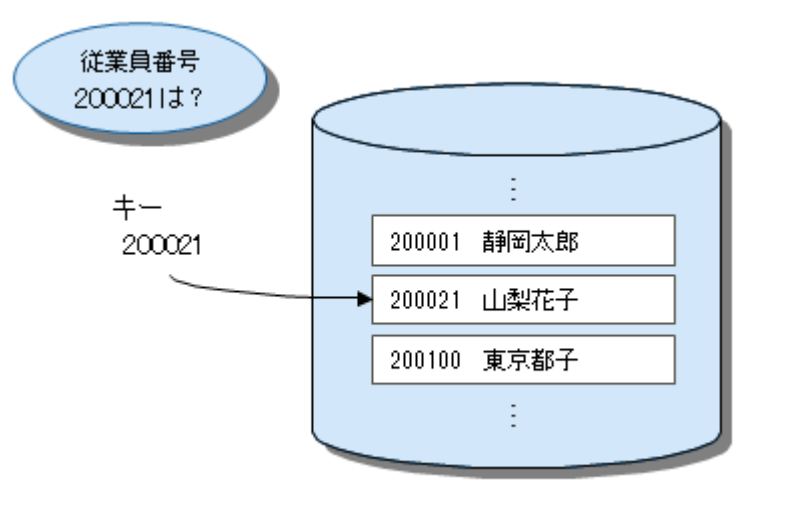 従業員番号
200021は？
キー
200021
⋮
200001 静岡太郎
200021 山梨花子
200100 東京都子
⋮